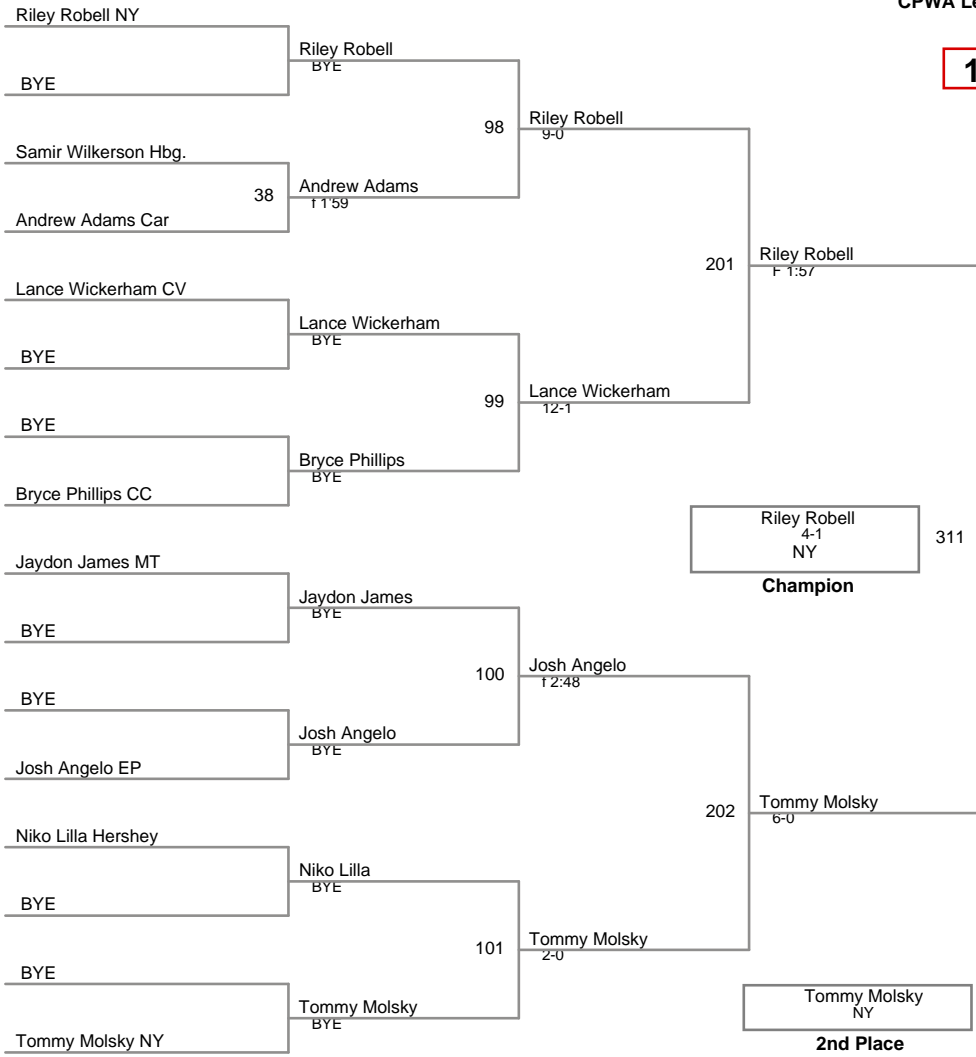 CPWA Le
Riley Robell NY
Riley Robell
BYE
1
BYE
98
Riley Robell
9-0
Samir Wilkerson Hbg.
38
Andrew Adams
f 1'59
Andrew Adams Car
201
Riley Robell
F 1:57
Lance Wickerham CV
Lance Wickerham
BYE
BYE
99
Lance Wickerham
12-1
BYE
Bryce Phillips
BYE
Bryce Phillips CC
Riley Robell
4-1
NY
311
Champion
Jaydon James MT
Jaydon James
BYE
BYE
100
Josh Angelo
f 2:48
BYE
Josh Angelo
BYE
Josh Angelo EP
202
Tommy Molsky
6-0
Niko Lilla Hershey
Niko Lilla
BYE
BYE
101
Tommy Molsky
2-0
BYE
Tommy Molsky
BYE
Tommy Molsky NY
Tommy Molsky
NY
2nd Place